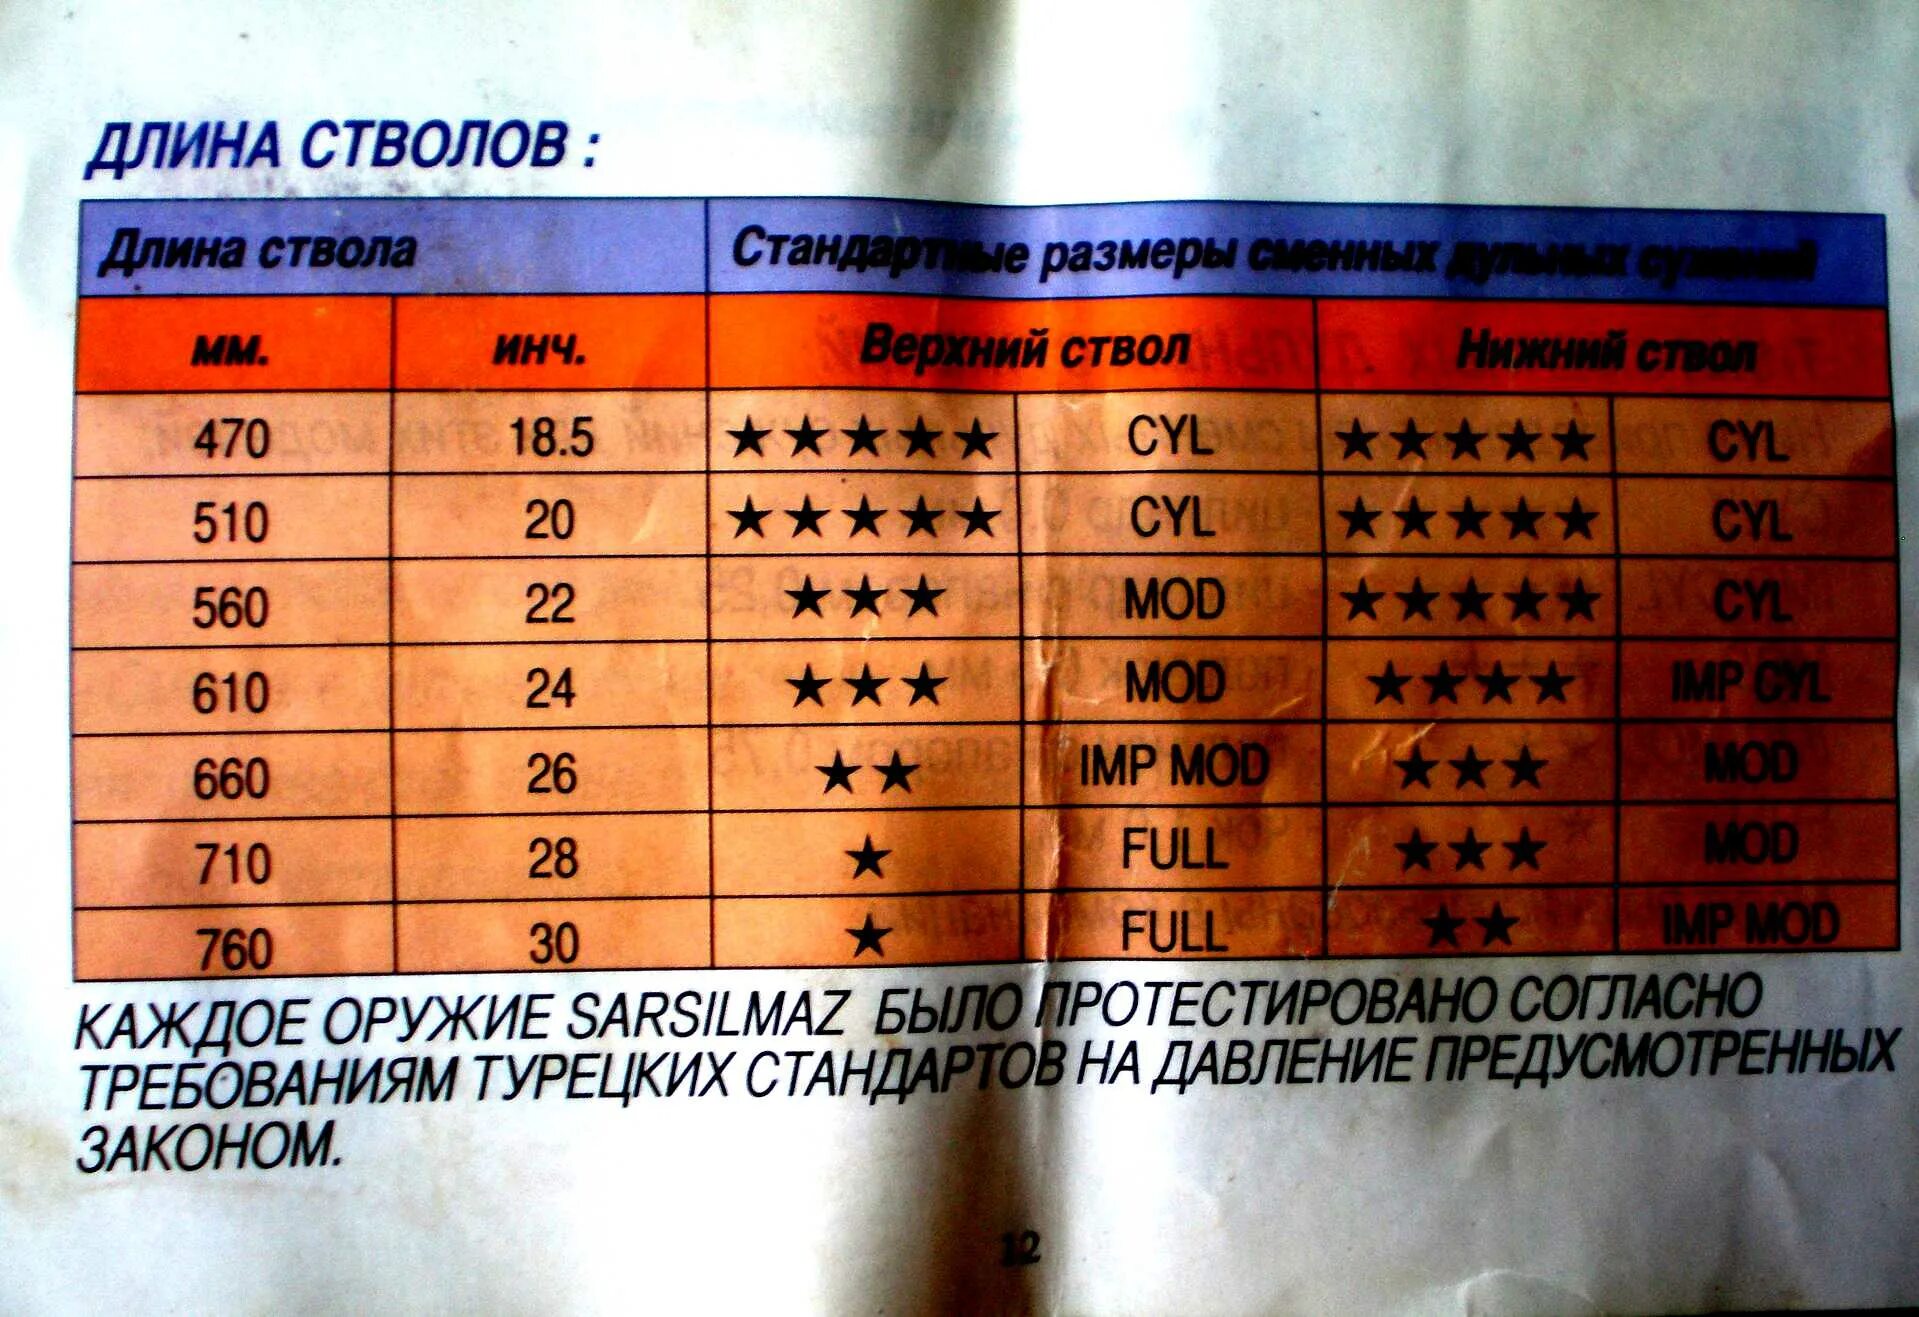 ДЛИНА СТВОЛОВ :
Длина ствола Стандартные размеры сменных дульных сужений
мм. инч. Верхний ствол Нижний ствол
470 18.5 ★★★★★ CYL ★★★★★ CYL
510 20 ★★★★★ CYL ★★★★★ CYL
560 22 ★★★ MOD ★★★★★ CYL
610 24 ★★★ MOD ★★★★ IMP CYL
660 26 ★★ IMP MOD ★★★ MOD
710 28 ★ FULL ★★★ MOD
760 30 ★ FULL ★★ IMP MOD
КАЖДОЕ ОРУЖИЕ SARSILMAZ БЫЛО ПРОТЕСТИРОВАНО СОГЛАСНО
ТРЕБОВАНИЯМ ТУРЕЦКИХ СТАНДАРТОВ НА ДАВЛЕНИЕ ПРЕДУСМОТРЕННЫХ
ЗАКОНОМ.
12